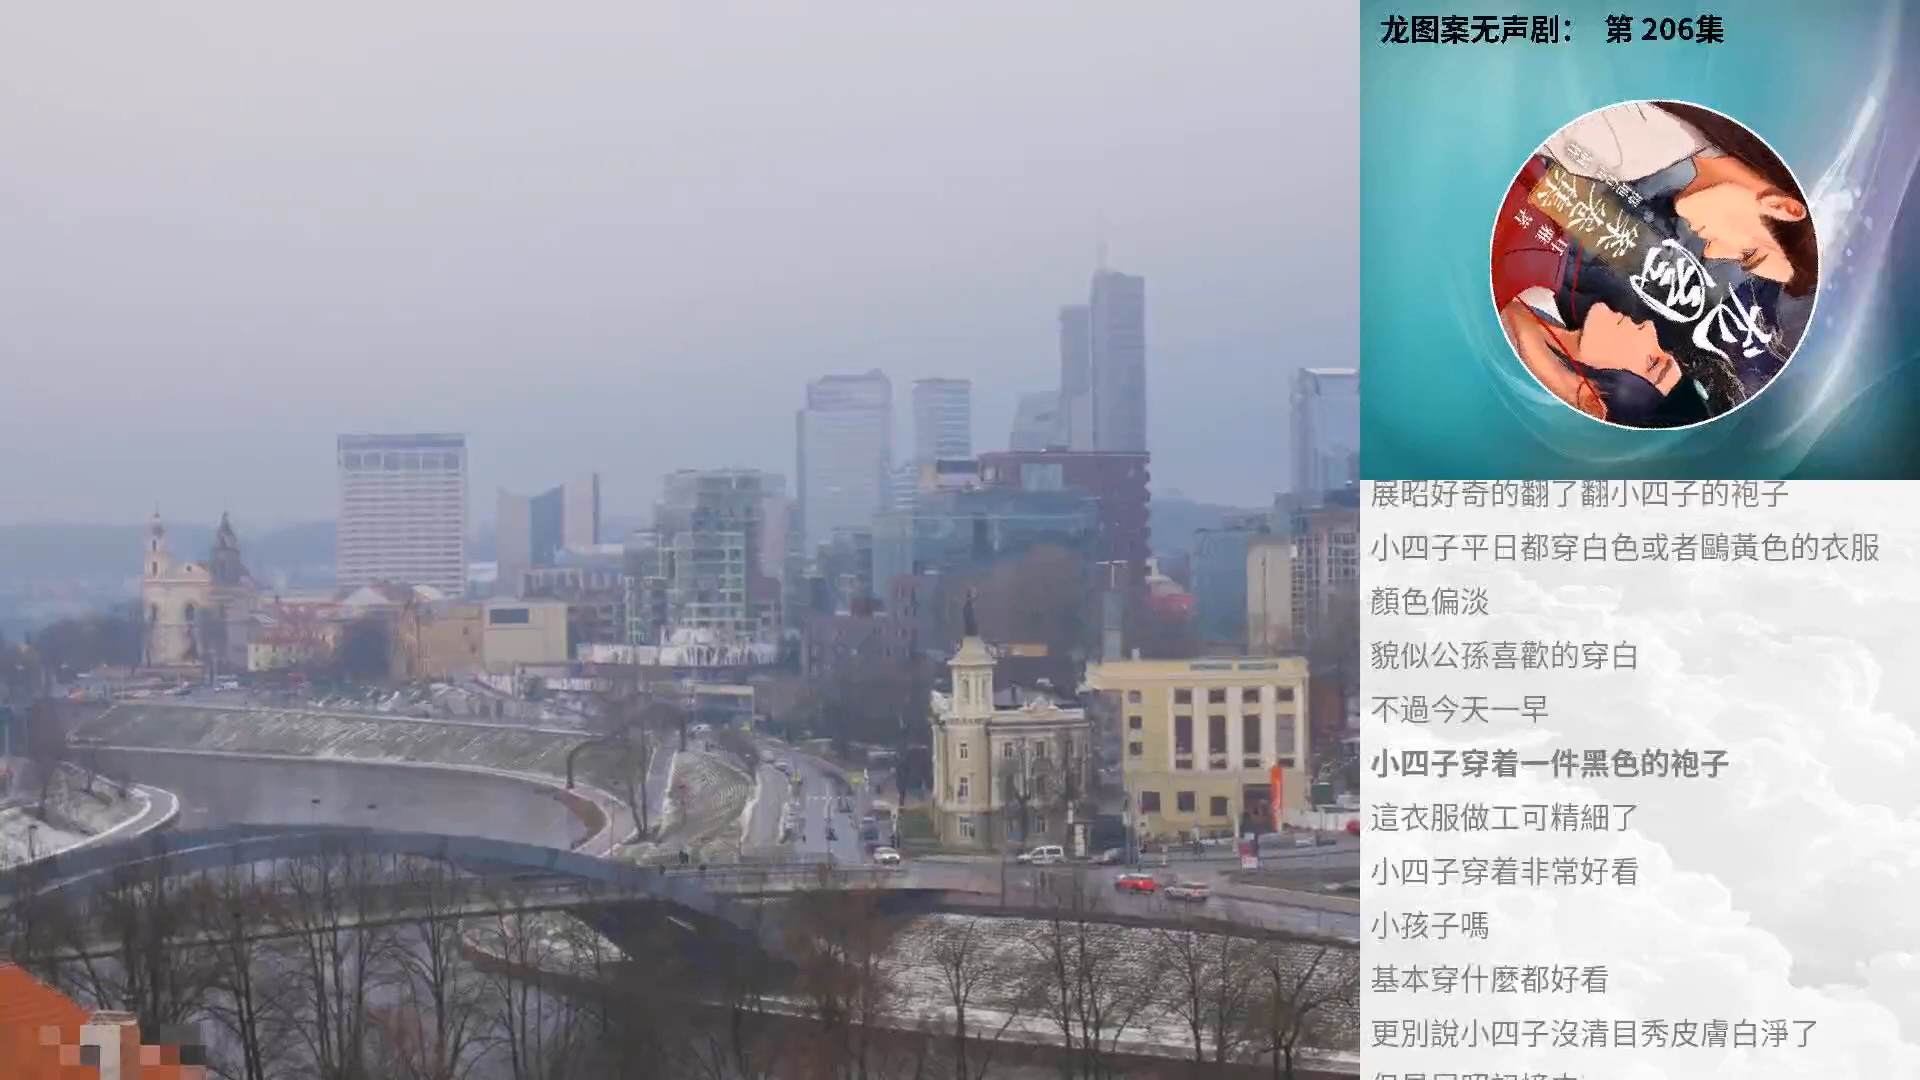 龙图案无声剧： 第 206集
龙图
案卷集
展昭好奇的翻了翻小四子的袍子
小四子平日都穿白色或者鷗黃色的衣服
顏色偏淡
貌似公孫喜歡的穿白
不過今天一早
小四子穿着一件黑色的袍子
這衣服做工可精細了
小四子穿着非常好看
小孩子嗎
基本穿什麼都好看
更別說小四子沒清目秀皮膚白淨了